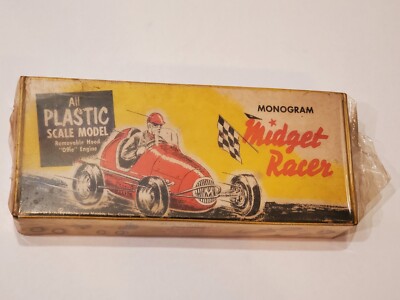 All
PLASTIC
SCALE MODEL
Removable Hood
"Offie" Engine
MONOGRAM
Midget
Racer